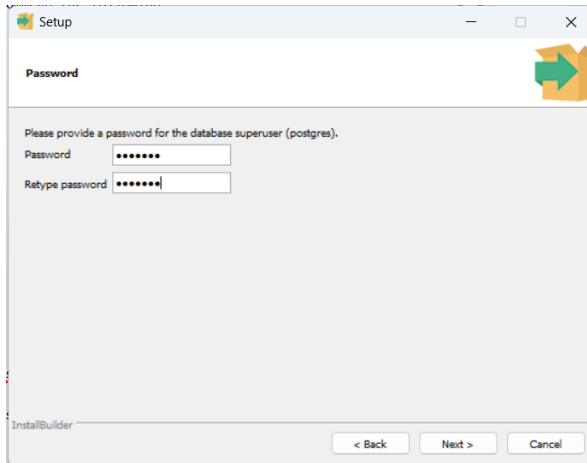 Setup
Password
Please provide a password for the database superuser (postgres).
Password •••••••
Retype password •••••••
InstallBuilder
< Back Next > Cancel